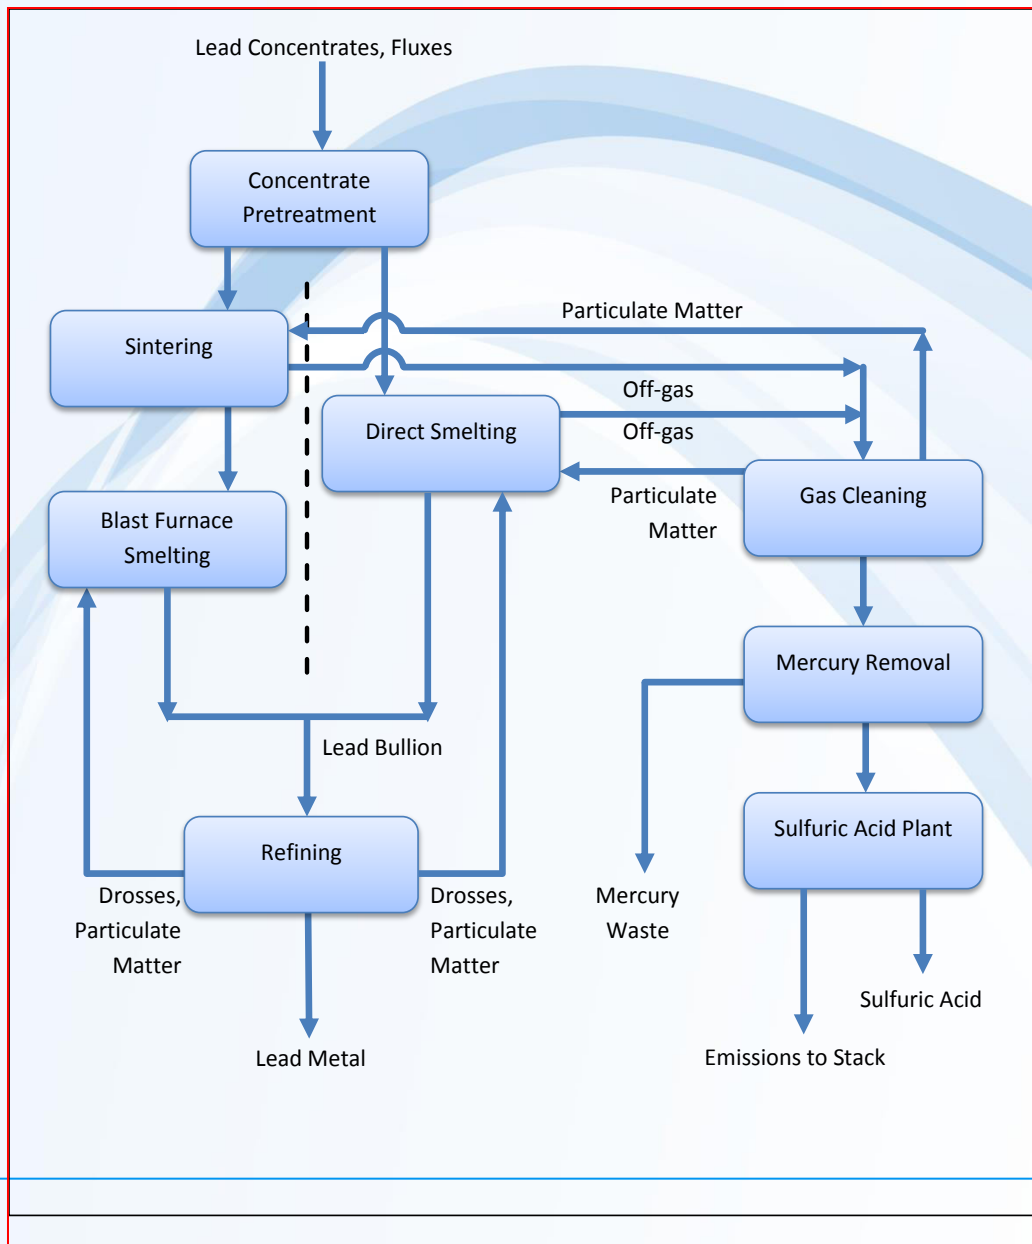 Lead Concentrates, Fluxes
Concentrate
Pretreatment
Particulate Matter
Sintering
Off-gas
Direct Smelting
Off-gas
Particulate
Matter
Gas Cleaning
Blast Furnace
Smelting
Mercury Removal
Lead Bullion
Sulfuric Acid Plant
Refining
Drosses,
Particulate
Matter
Drosses,
Particulate
Matter
Mercury
Waste
Sulfuric Acid
Lead Metal
Emissions to Stack